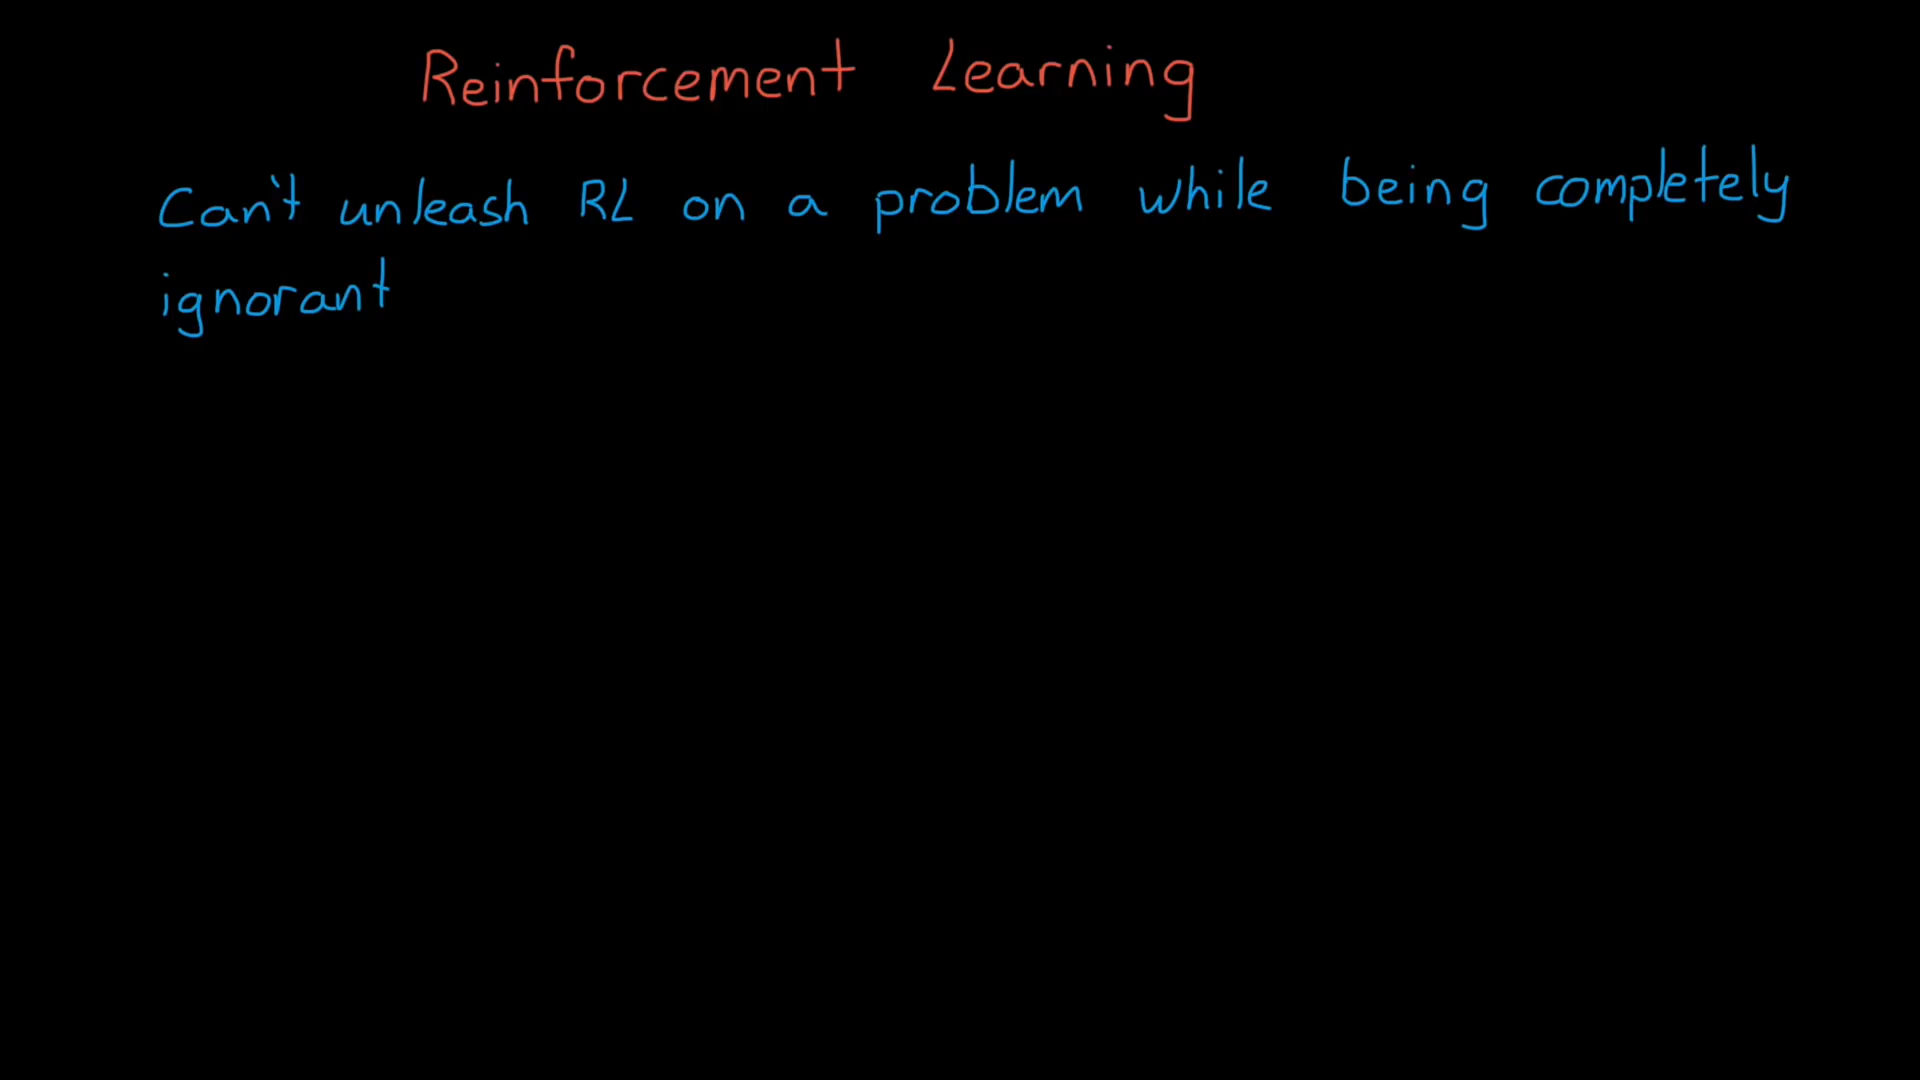 Reinforcement Learning
Can't unleash RL on a problem while being completely
ignorant